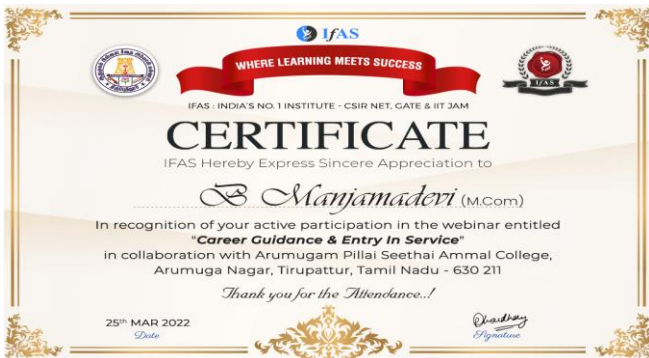 IfAS
WHERE LEARNING MEETS SUCCESS
IfAS
IFAS : INDIA'S NO. 1 INSTITUTE - CSIR NET, GATE & IIT JAM
CERTIFICATE
IFAS Hereby Express Sincere Appreciation to
B Manjamadevi (M.Com)
In recognition of your active participation in the webinar entitled
"Career Guidance & Entry In Service"
in collaboration with Arumugam Pillai Seethai Ammal College,
Arumuga Nagar, Tirupattur, Tamil Nadu - 630 211
Thank you for the Attendance..!
25th MAR 2022
Date
Chaudhary
Signature